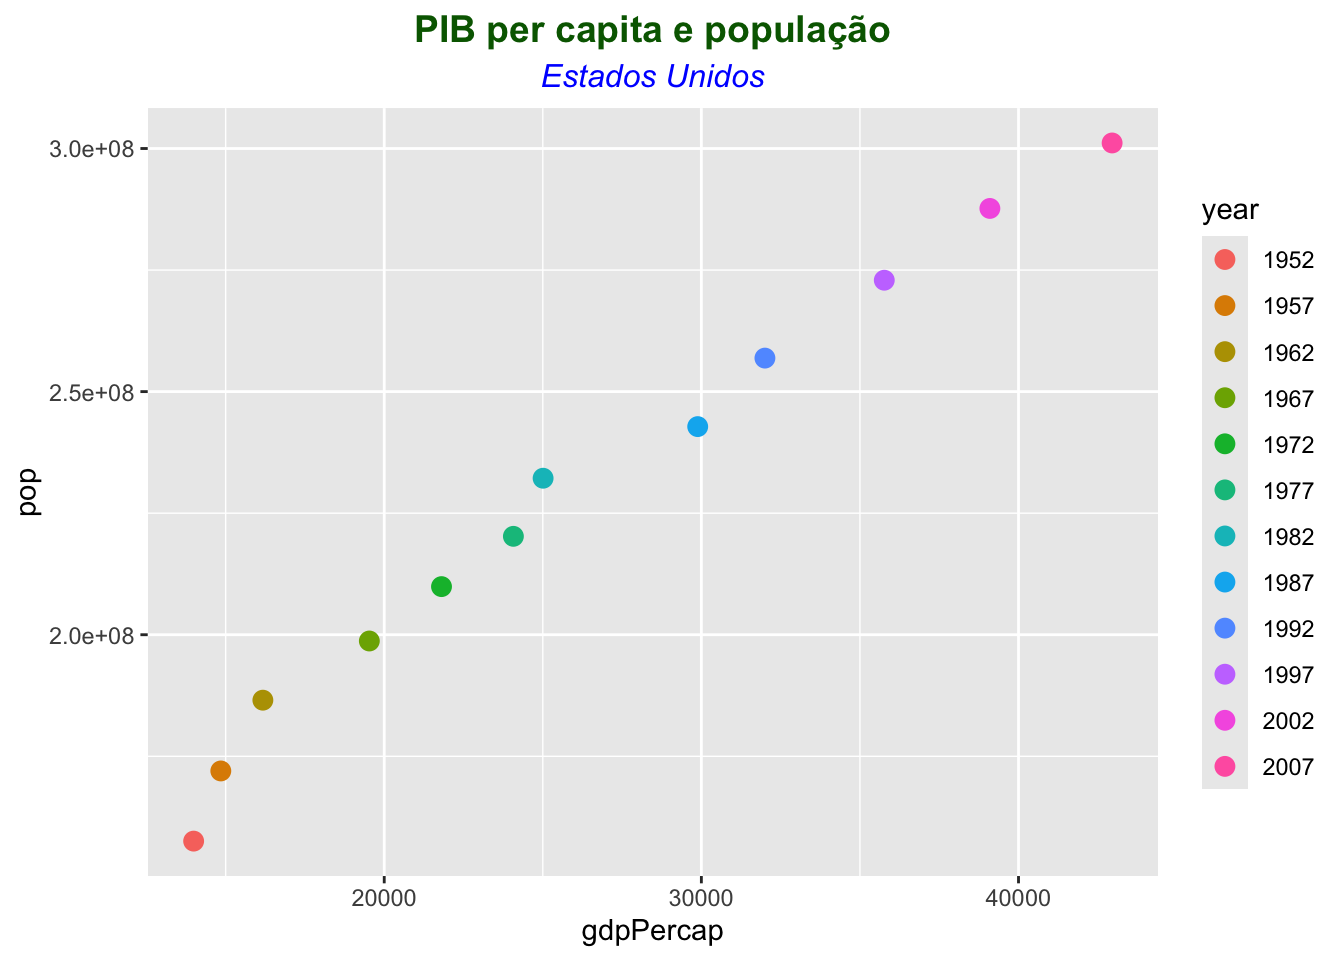 PIB per capita e população
Estados Unidos
3.0e+08
2.5e+08
2.0e+08
pop
20000 30000 40000
gdpPercap
year
1952
1957
1962
1967
1972
1977
1982
1987
1992
1997
2002
2007